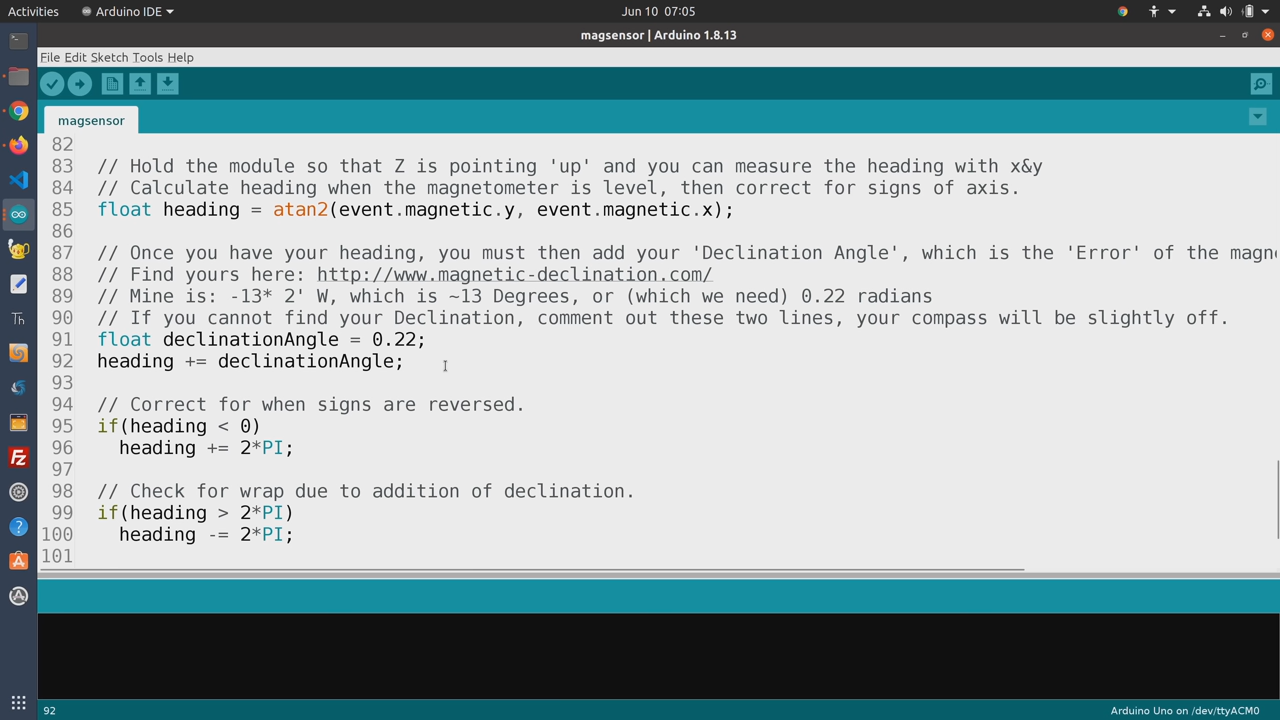 Activities Arduino IDE Jun 10 07:05
magsensor | Arduino 1.8.13
File Edit Sketch Tools Help
magsensor
82
83 // Hold the module so that Z is pointing 'up' and you can measure the heading with x&y
84 // Calculate heading when the magnetometer is level, then correct for signs of axis.
85 float heading = atan2(event.magnetic.y, event.magnetic.x);
86
87 // Once you have your heading, you must then add your 'Declination Angle', which is the 'Error' of the magn
88 // Find yours here: http://www.magnetic-declination.com/
89 // Mine is: -13* 2' W, which is ~13 Degrees, or (which we need) 0.22 radians
90 // If you cannot find your Declination, comment out these two lines, your compass will be slightly off.
91 float declinationAngle = 0.22;
92 heading += declinationAngle;
93
94 // Correct for when signs are reversed.
95 if(heading < 0)
96 heading += 2*PI;
97
98 // Check for wrap due to addition of declination.
99 if(heading > 2*PI)
100 heading -= 2*PI;
101
Th
Fz
92 Arduino Uno on /dev/ttyACM0